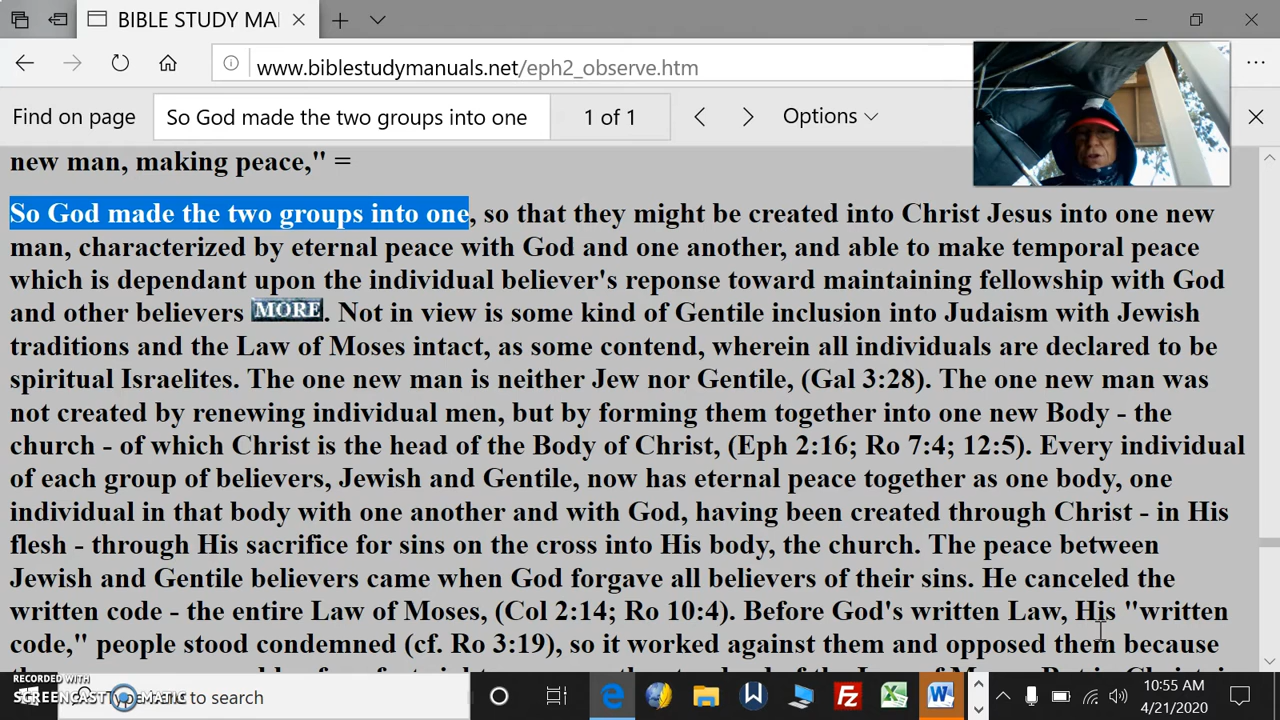 BIBLE STUDY MA
www.biblestudymanuals.net/eph2_observe.htm
Find on page
So God made the two groups into one
1 of 1
Options
new man, making peace," =
So God made the two groups into one, so that they might be created into Christ Jesus into one new
man, characterized by eternal peace with God and one another, and able to make temporal peace
which is dependant upon the individual believer's reponse toward maintaining fellowship with God
and other believers MORE. Not in view is some kind of Gentile inclusion into Judaism with Jewish
traditions and the Law of Moses intact, as some contend, wherein all individuals are declared to be
spiritual Israelites. The one new man is neither Jew nor Gentile, (Gal 3:28). The one new man was
not created by renewing individual men, but by forming them together into one new Body - the
church - of which Christ is the head of the Body of Christ, (Eph 2:16; Ro 7:4; 12:5). Every individual
of each group of believers, Jewish and Gentile, now has eternal peace together as one body, one
individual in that body with one another and with God, having been created through Christ - in His
flesh - through His sacrifice for sins on the cross into His body, the church. The peace between
Jewish and Gentile believers came when God forgave all believers of their sins. He canceled the
written code - the entire Law of Moses, (Col 2:14; Ro 10:4). Before God's written Law, His "written
code," people stood condemned (cf. Ro 3:19), so it worked against them and opposed them because
RECORDED WITH
SCREENCAST MATIC
Type here to search
10:55 AM
4/21/2020